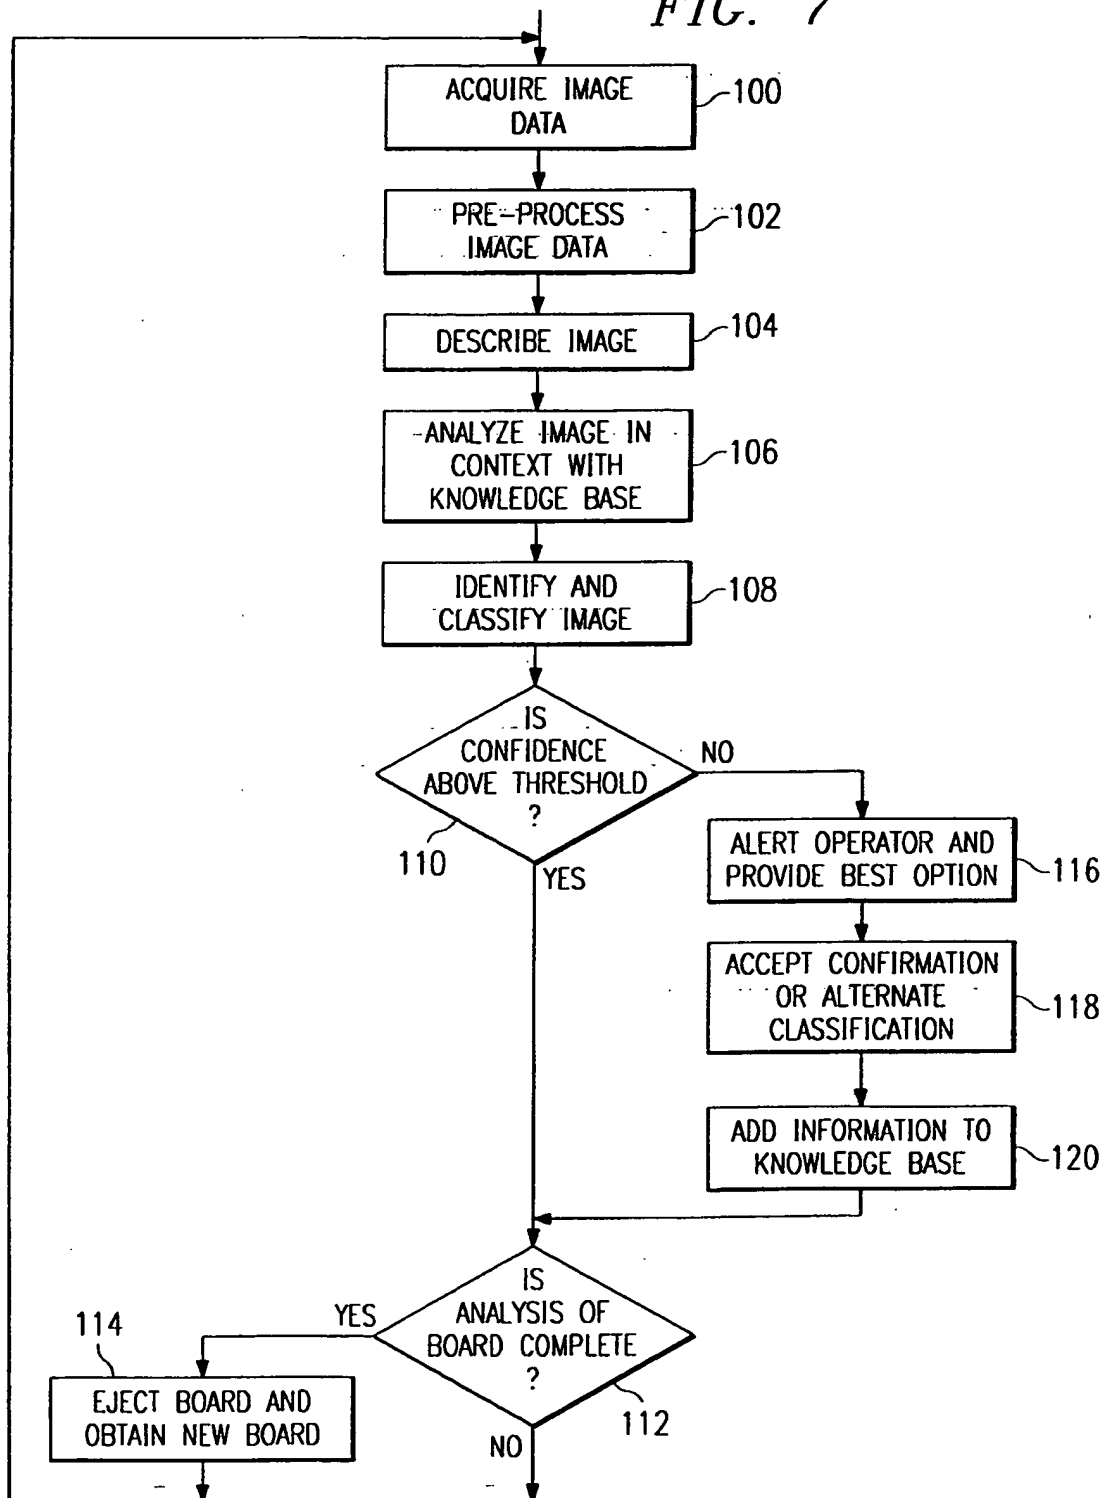 FIG. 7
ACQUIRE IMAGE
DATA
100
PRE-PROCESS
IMAGE DATA
102
DESCRIBE IMAGE
104
ANALYZE IMAGE IN
CONTEXT WITH
KNOWLEDGE BASE
106
IDENTIFY AND
CLASSIFY IMAGE
108
IS
CONFIDENCE
ABOVE THRESHOLD
?
110
NO
YES
ALERT OPERATOR AND
PROVIDE BEST OPTION
116
ACCEPT CONFIRMATION
OR ALTERNATE
CLASSIFICATION
118
ADD INFORMATION TO
KNOWLEDGE BASE
120
IS
ANALYSIS OF
BOARD COMPLETE
?
112
YES
114
EJECT BOARD AND
OBTAIN NEW BOARD
NO